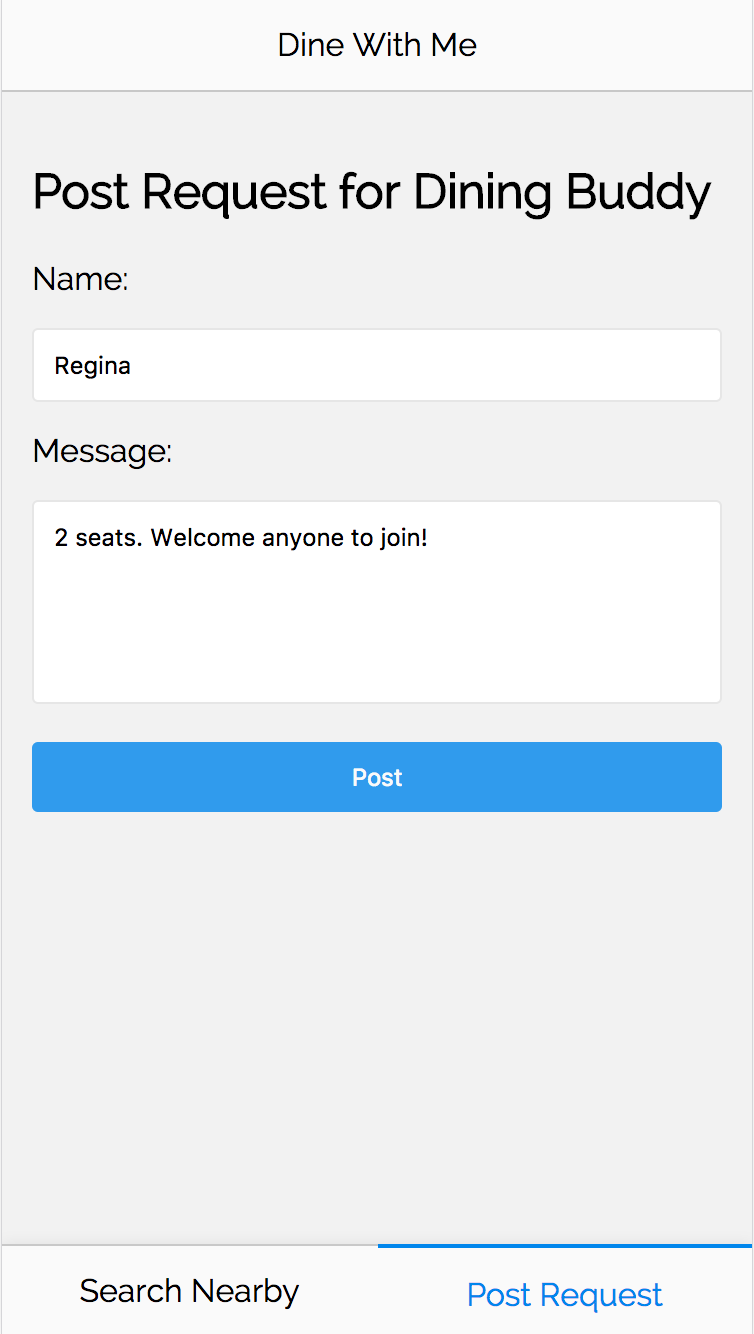 Dine With Me
Post Request for Dining Buddy
Name:
Regina
Message:
2 seats. Welcome anyone to join!
Post
Search Nearby
Post Request